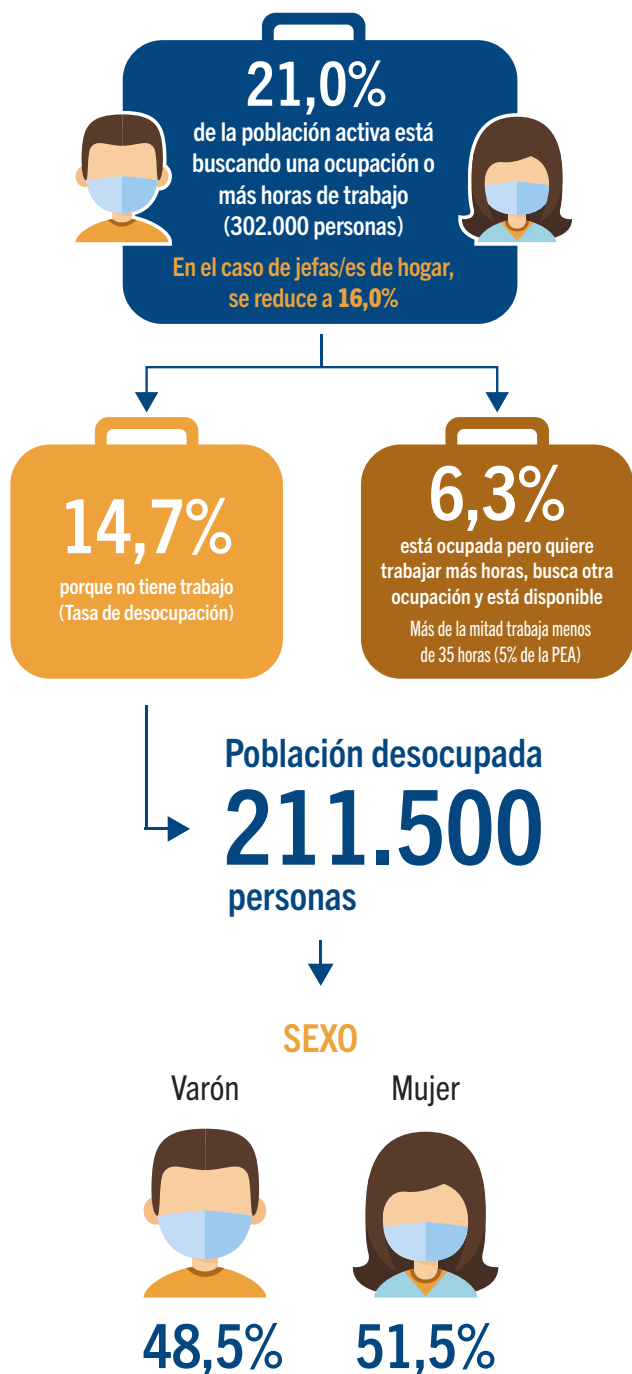 21,0%
de la población activa está
buscando una ocupación o
más horas de trabajo
(302.000 personas)
En el caso de jefas/es de hogar,
se reduce a 16,0%
14,7%
porque no tiene trabajo
(Tasa de desocupación)
6,3%
está ocupada pero quiere
trabajar más horas, busca otra
ocupación y está disponible
Más de la mitad trabaja menos
de 35 horas (5% de la PEA)
Población desocupada
211.500
personas
SEXO
Varón
Mujer
48,5%
51,5%